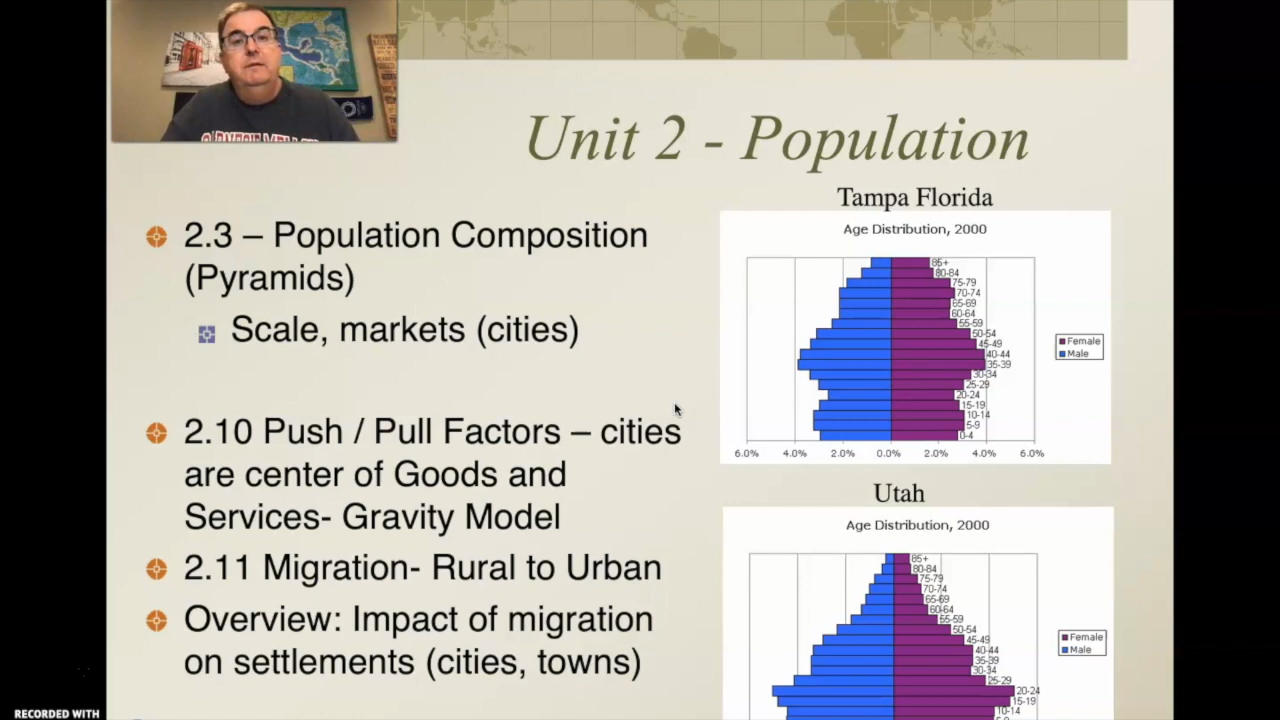 Unit 2 - Population
2.3 – Population Composition
(Pyramids)
Scale, markets (cities)
2.10 Push / Pull Factors – cities
are center of Goods and
Services- Gravity Model
2.11 Migration- Rural to Urban
Overview: Impact of migration
on settlements (cities, towns)
Tampa Florida
Age Distribution, 2000
85+
80-84
75-79
70-74
65-69
60-64
55-59
50-54
45-49
40-44
35-39
30-34
25-29
20-24
15-19
10-14
5-9
0-4
Female
Male
6.0% 4.0% 2.0% 0.0% 2.0% 4.0% 6.0%
Utah
Age Distribution, 2000
85+
80-84
75-79
70-74
65-69
60-64
55-59
50-54
45-49
40-44
35-39
30-34
25-29
20-24
15-19
10-14
Female
Male
RECORDED WITH